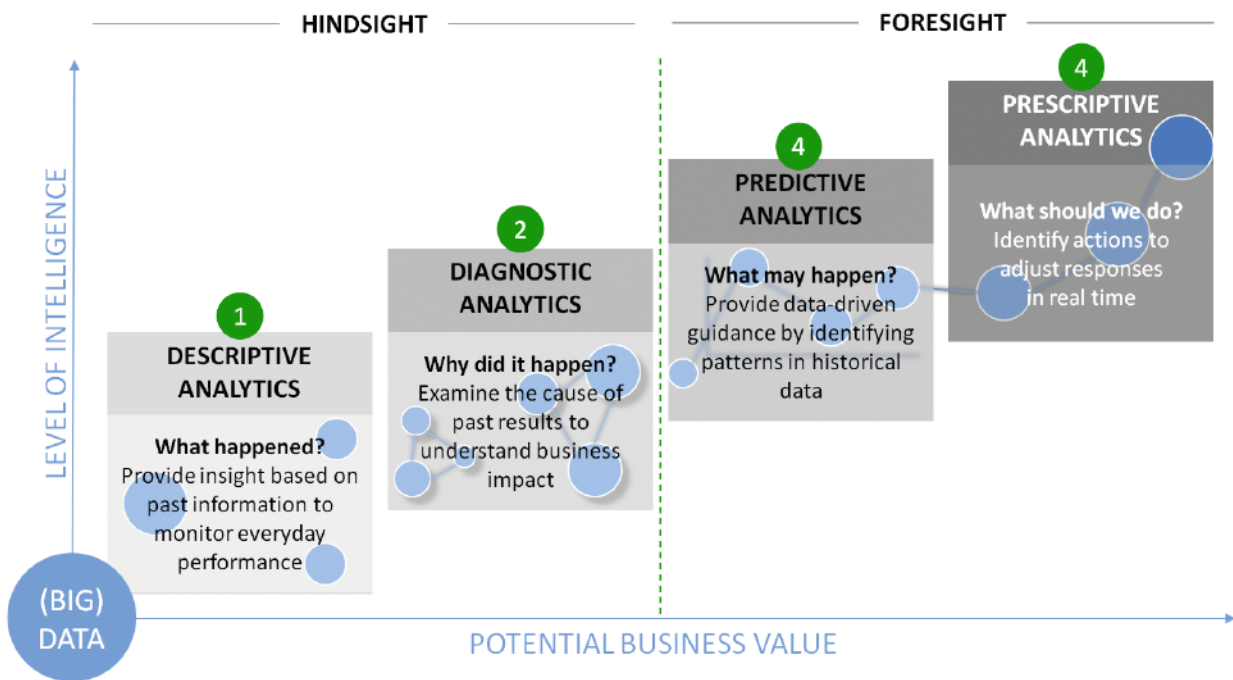 HINDSIGHT
FORESIGHT
LEVEL OF INTELLIGENCE
1
DESCRIPTIVE
ANALYTICS
What happened?
Provide insight based on
past information to
monitor everyday
performance
2
DIAGNOSTIC
ANALYTICS
Why did it happen?
Examine the cause of
past results to
understand business
impact
4
PREDICTIVE
ANALYTICS
What may happen?
Provide data-driven
guidance by identifying
patterns in historical
data
4
PRESCRIPTIVE
ANALYTICS
What should we do?
Identify actions to
adjust responses
in real time
(BIG)
DATA
POTENTIAL BUSINESS VALUE